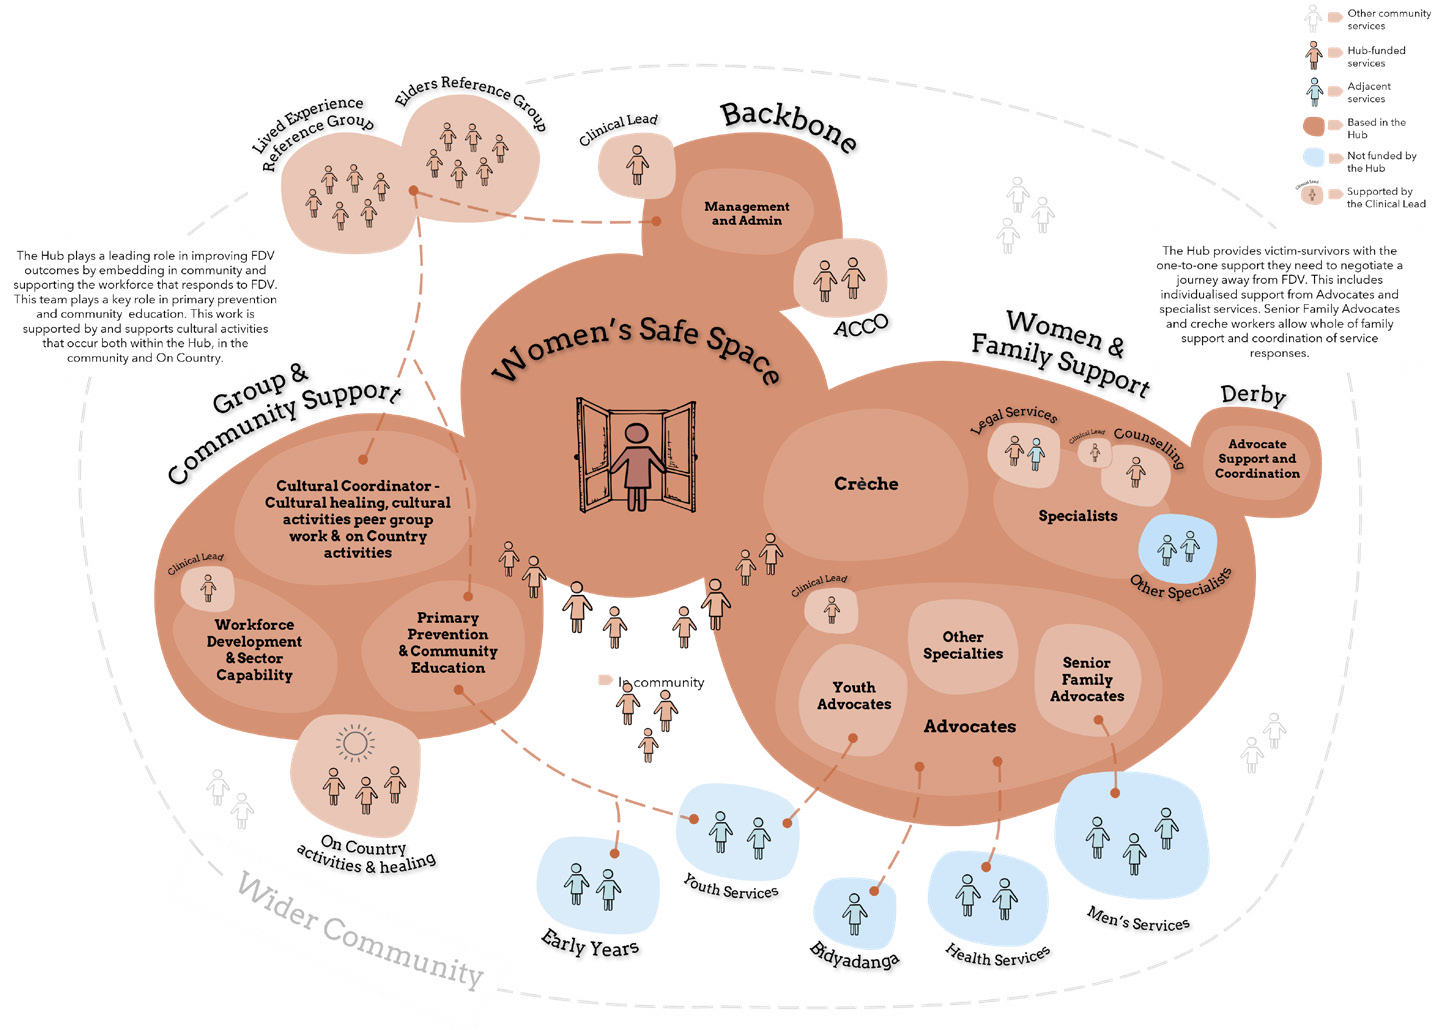 Other community
services
Hub-funded
services
Adjacent
services
Based in the
Hub
Not funded by
the Hub
Clinical Lead
Supported by
the Clinical Lead
Lived Experience
Reference Group
Elders Reference Group
Clinical Lead
Backbone
Management
and Admin
ACCO
The Hub plays a leading role in improving FDV
outcomes by embedding in community and
supporting the workforce that responds to FDV.
This team plays a key role in primary prevention
and community education. This work is
supported by and supports cultural activities
that occur both within the Hub, in the
community and On Country.
The Hub provides victim-survivors with the
one-to-one support they need to negotiate a
journey away from FDV. This includes
individualised support from Advocates and
specialist services. Senior Family Advocates
and creche workers allow whole of family
support and coordination of service
responses.
Women's Safe Space
Group &
Community Support
Cultural Coordinator -
Cultural healing, cultural
activities peer group
work & on Country
activities
Clinical Lead
Workforce
Development
& Sector
Capability
Primary
Prevention
& Community
Education
On Country
activities & healing
Women &
Family Support
Crèche
Legal Services
Clinical Lead
Counselling
Specialists
Other Specialists
Derby
Advocate
Support and
Coordination
Clinical Lead
Youth
Advocates
Other
Specialties
Senior
Family
Advocates
Advocates
In community
Early Years
Youth Services
Bidyadanga
Health Services
Men's Services
Wider Community